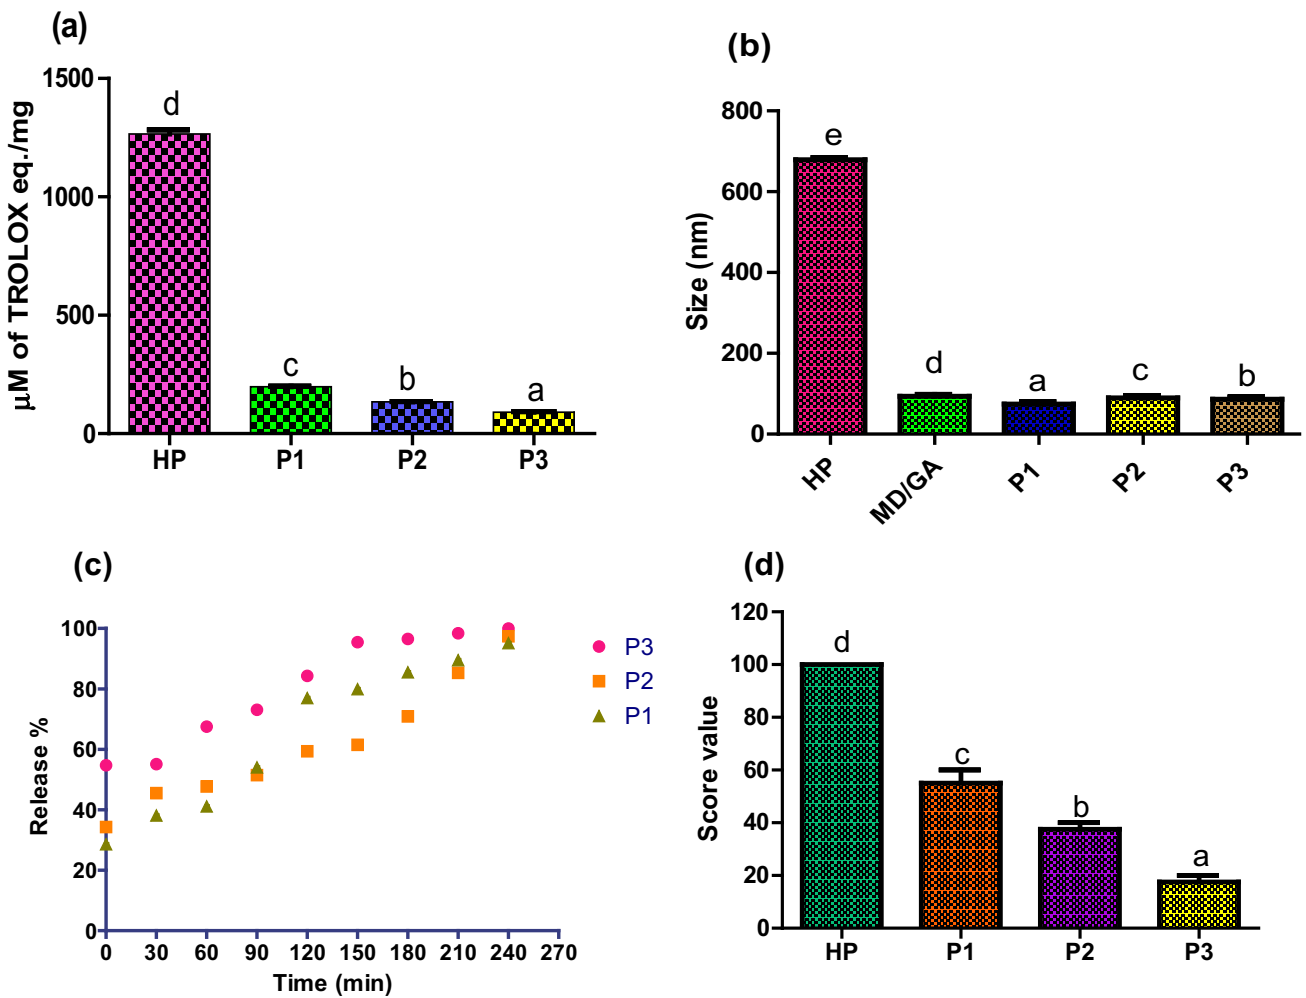 (a)
μM of TROLOX eq./mg
1500
1000
500
0
d
c
b
a
HP P1 P2 P3
(b)
Size (nm)
800
600
400
200
0
e
d
a
c
b
HP MD/GA P1 P2 P3
(c)
Release %
100
80
60
40
20
0
0 30 60 90 120 150 180 210 240 270
Time (min)
P3
P2
P1
(d)
Score value
120
100
80
60
40
20
0
d
c
b
a
HP P1 P2 P3